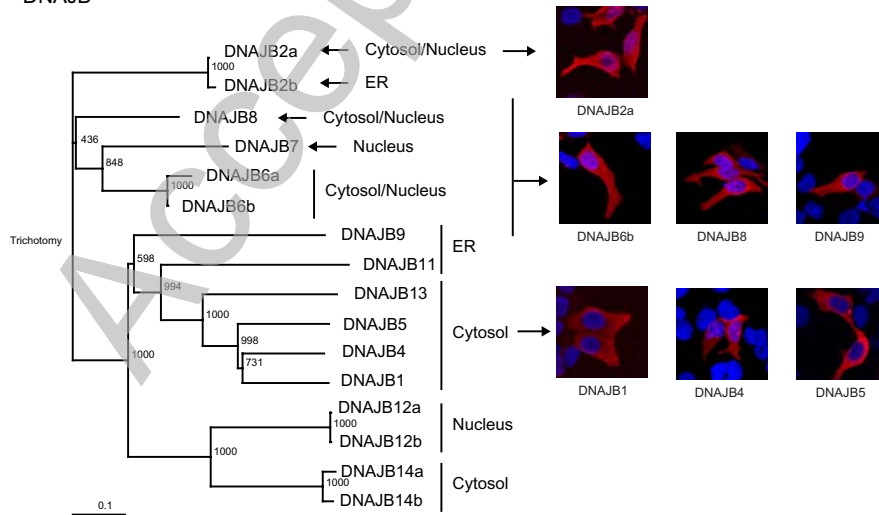 DNAJB
DNAJB2a
Cytosol/Nucleus
1000
DNAJB2b
ER
DNAJB2a
DNAJB8
Cytosol/Nucleus
436
DNAJB7
Nucleus
848
DNAJB6a
1000
Cytosol/Nucleus
DNAJB6b
DNAJB6b
DNAJB8
DNAJB9
Trichotomy
DNAJB9
598
ER
DNAJB11
994
DNAJB13
1000
DNAJB5
998
Cytosol
DNAJB4
731
1000
DNAJB1
DNAJB1
DNAJB4
DNAJB5
DNAJB12a
1000
Nucleus
DNAJB12b
1000
DNAJB14a
1000
Cytosol
DNAJB14b
0.1
Accep